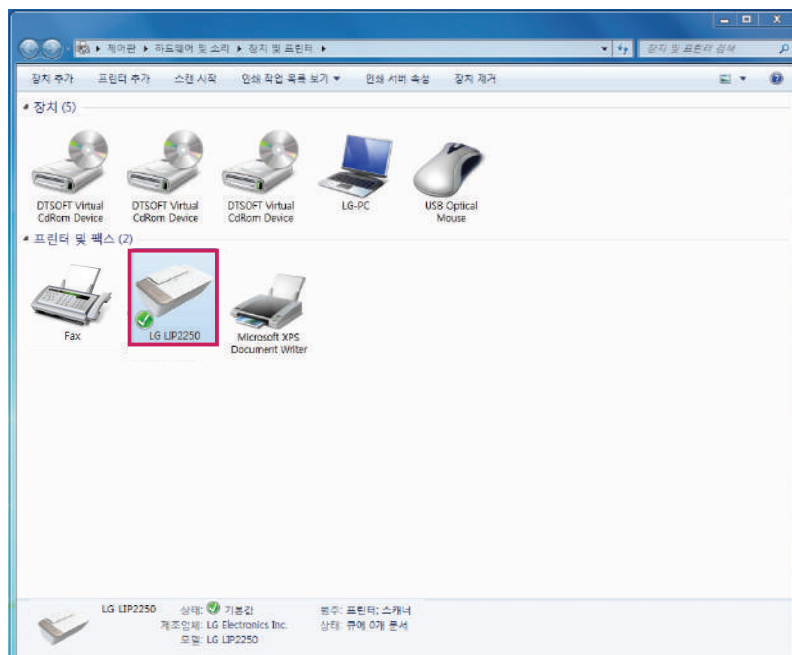 제어판 ▸ 하드웨어 및 소리 ▸ 장치 및 프린터 ▸
장치 및 프린터 검색
장치 추가 프린터 추가 스캔 시작 인쇄 작업 목록 보기 ▼ 인쇄 서버 속성 장치 제거
장치 (5)
DTSOFT Virtual CdRom Device
DTSOFT Virtual CdRom Device
DTSOFT Virtual CdRom Device
LG-PC
USB Optical Mouse
프린터 및 팩스 (2)
Fax
LG LIP2250
Microsoft XPS Document Writer
LG LIP2250 상태: 기본값 범주: 프린터; 스캐너
제조업체: LG Electronics Inc. 상태: 큐에 0개 문서
모델: LG LIP2250